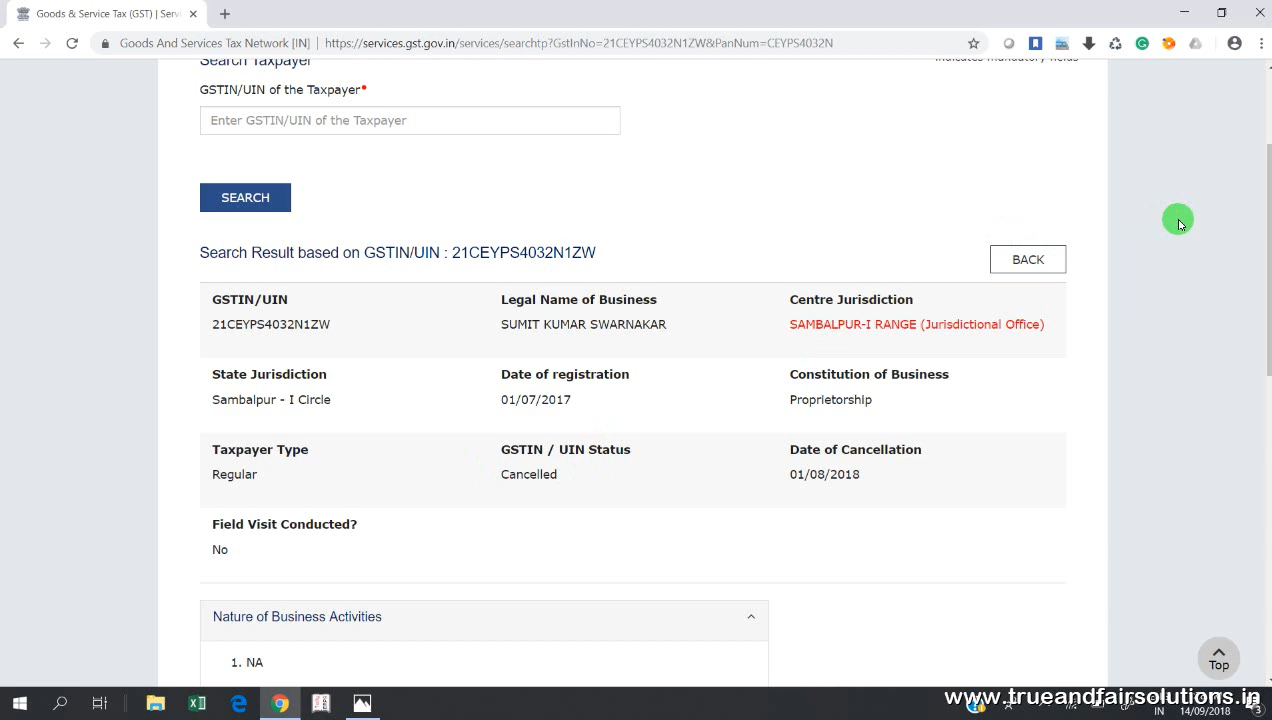 Goods & Service Tax (GST) | Servi
Goods And Services Tax Network [IN] | https://services.gst.gov.in/services/searchtp?GstInNo=21CEYPS4032N1ZW&PanNum=CEYPS4032N
Search Taxpayer
indicates mandatory fields
GSTIN/UIN of the Taxpayer•
Enter GSTIN/UIN of the Taxpayer
SEARCH
Search Result based on GSTIN/UIN : 21CEYPS4032N1ZW
BACK
GSTIN/UIN Legal Name of Business Centre Jurisdiction
21CEYPS4032N1ZW SUMIT KUMAR SWARNAKAR SAMBALPUR-I RANGE (Jurisdictional Office)
State Jurisdiction Date of registration Constitution of Business
Sambalpur - I Circle 01/07/2017 Proprietorship
Taxpayer Type GSTIN / UIN Status Date of Cancellation
Regular Cancelled 01/08/2018
Field Visit Conducted?
No
Nature of Business Activities
1. NA
Top
www.trueandfairsolutions.in
IN 14/09/2018 3